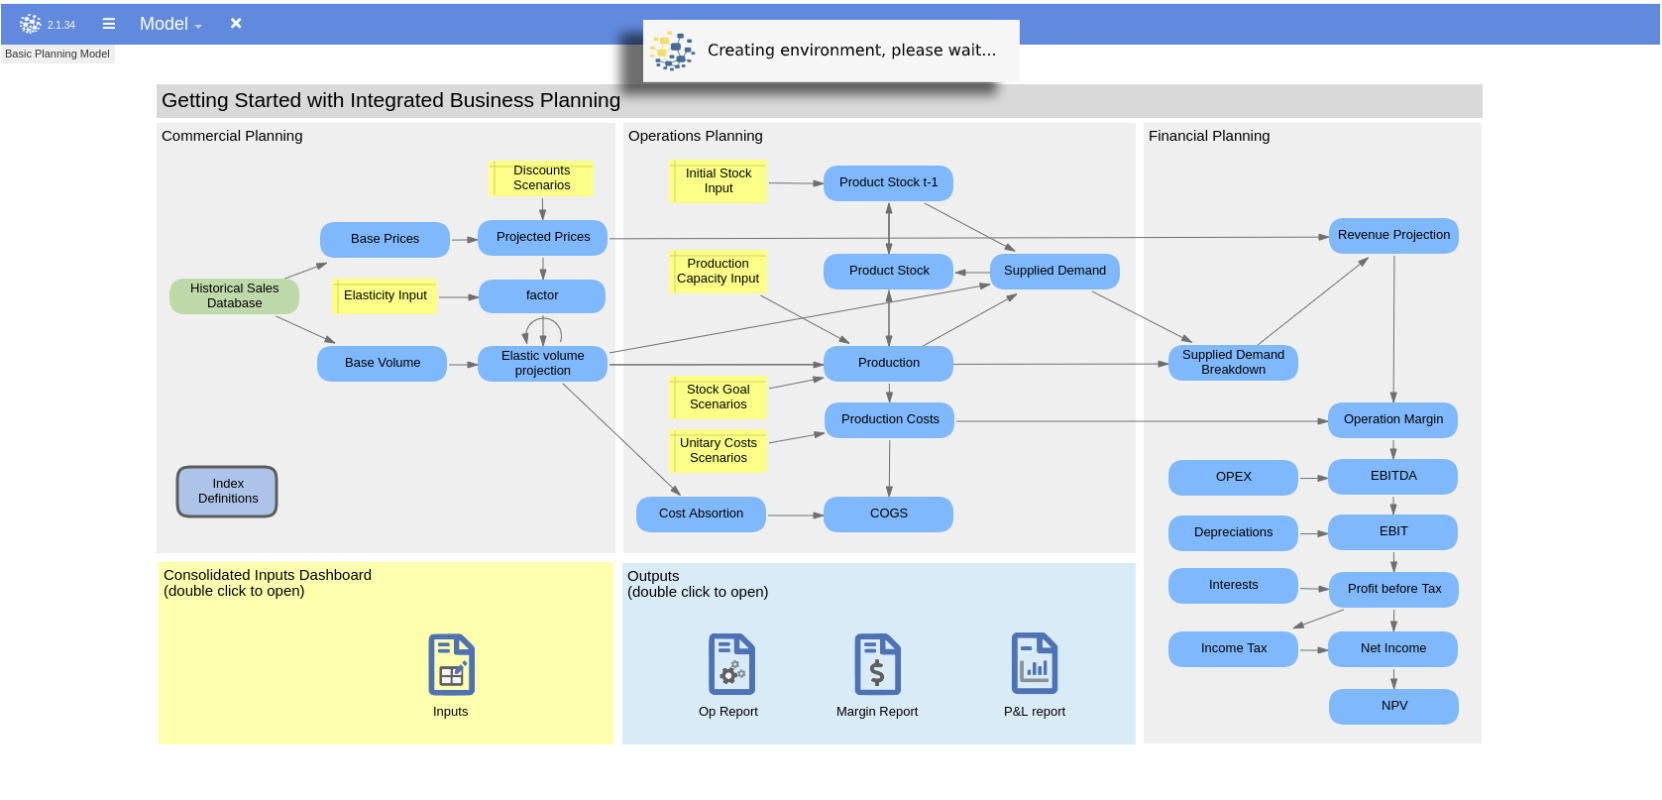 2.1.34
Model
Creating environment, please wait...
Basic Planning Model
Getting Started with Integrated Business Planning
Commercial Planning
Discounts
Scenarios
Base Prices
Projected Prices
Historical Sales
Database
Elasticity Input
factor
Base Volume
Elastic volume
projection
Index
Definitions
Operations Planning
Initial Stock
Input
Product Stock t-1
Production
Capacity Input
Product Stock
Supplied Demand
Production
Stock Goal
Scenarios
Production Costs
Unitary Costs
Scenarios
Cost Absortion
COGS
Financial Planning
Revenue Projection
Supplied Demand
Breakdown
Operation Margin
OPEX
EBITDA
Depreciations
EBIT
Interests
Profit before Tax
Income Tax
Net Income
NPV
Consolidated Inputs Dashboard
(double click to open)
Inputs
Outputs
(double click to open)
Op Report
Margin Report
P&L report